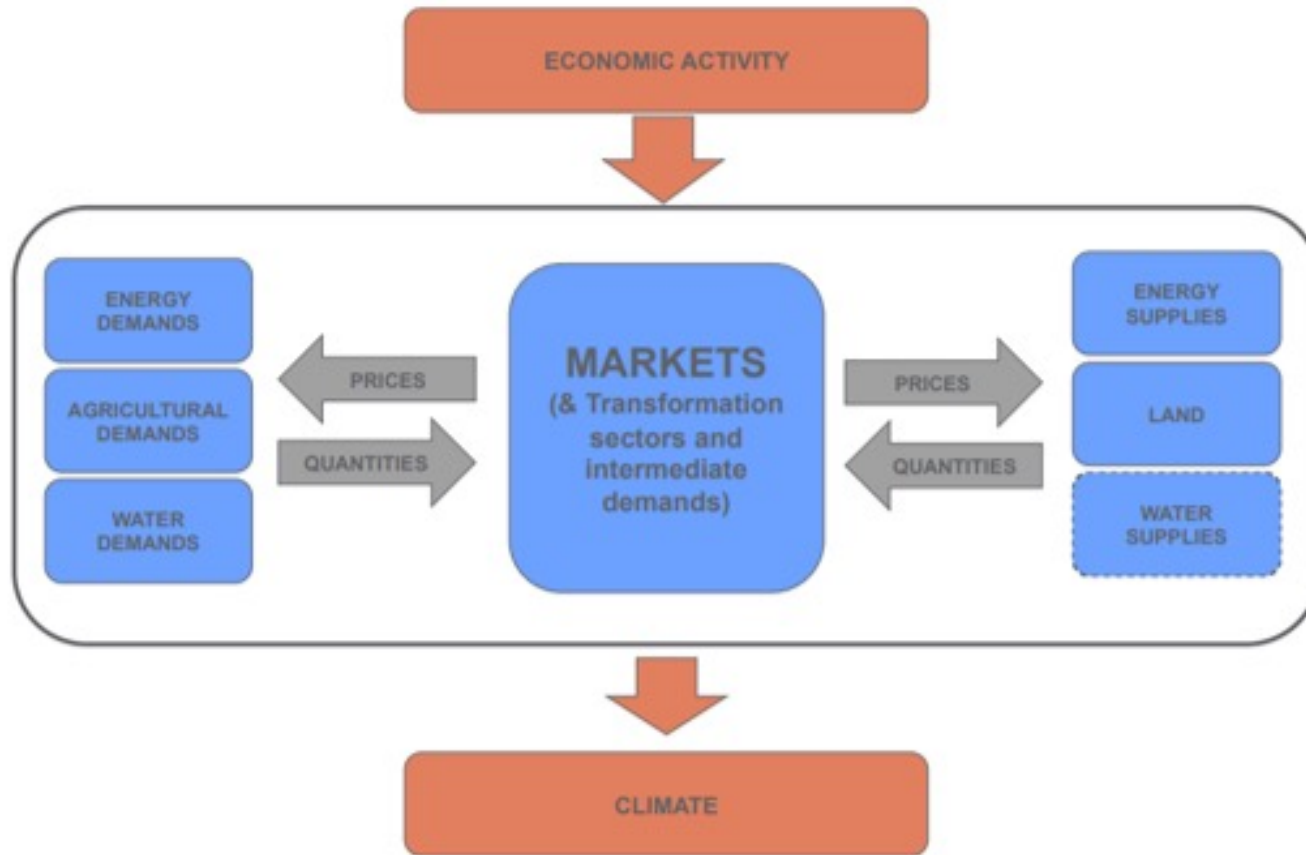 ECONOMIC ACTIVITY
ENERGY
DEMANDS
AGRICULTURAL
DEMANDS
WATER
DEMANDS
PRICES
QUANTITIES
MARKETS
(& Transformation
sectors and
intermediate
demands)
PRICES
QUANTITIES
ENERGY
SUPPLIES
LAND
WATER
SUPPLIES
CLIMATE